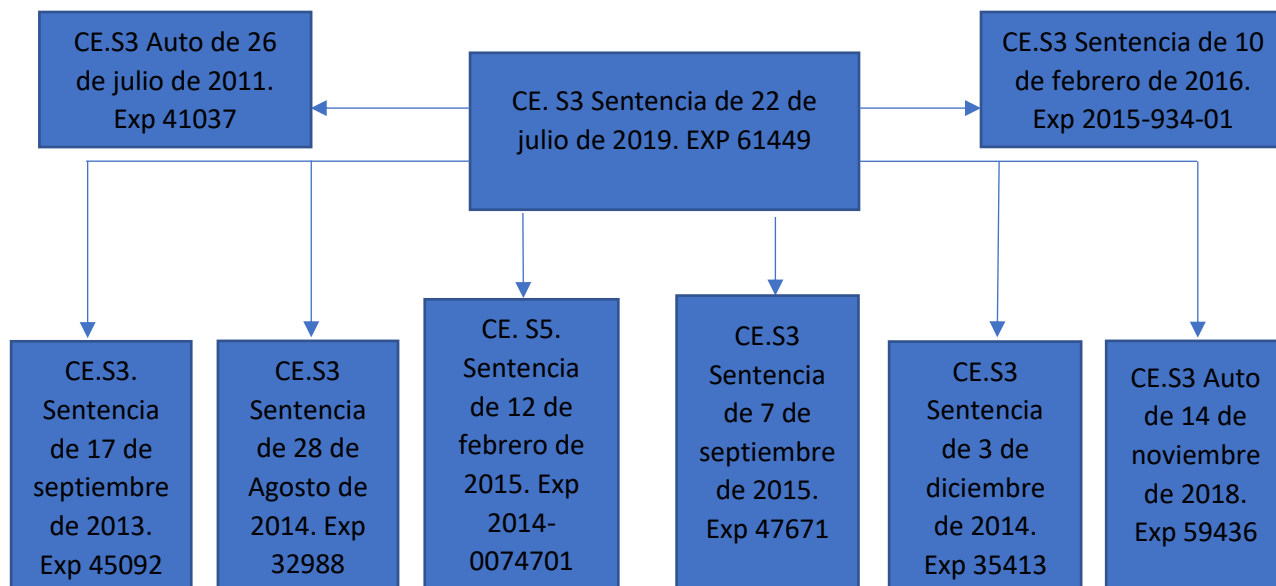 CE.S3 Auto de 26
de julio de 2011.
Exp 41037
CE. S3 Sentencia de 22 de
julio de 2019. EXP 61449
CE.S3 Sentencia de 10
de febrero de 2016.
Exp 2015-934-01
CE.S3.
Sentencia
de 17 de
septiembre
de 2013.
Exp 45092
CE.S3
Sentencia
de 28 de
Agosto de
2014. Exp
32988
CE. S5.
Sentencia
de 12 de
febrero de
2015. Exp
2014-
0074701
CE.S3
Sentencia
de 7 de
septiembre
de 2015.
Exp 47671
CE.S3
Sentencia
de 3 de
diciembre
de 2014.
Exp 35413
CE.S3 Auto
de 14 de
noviembre
de 2018.
Exp 59436